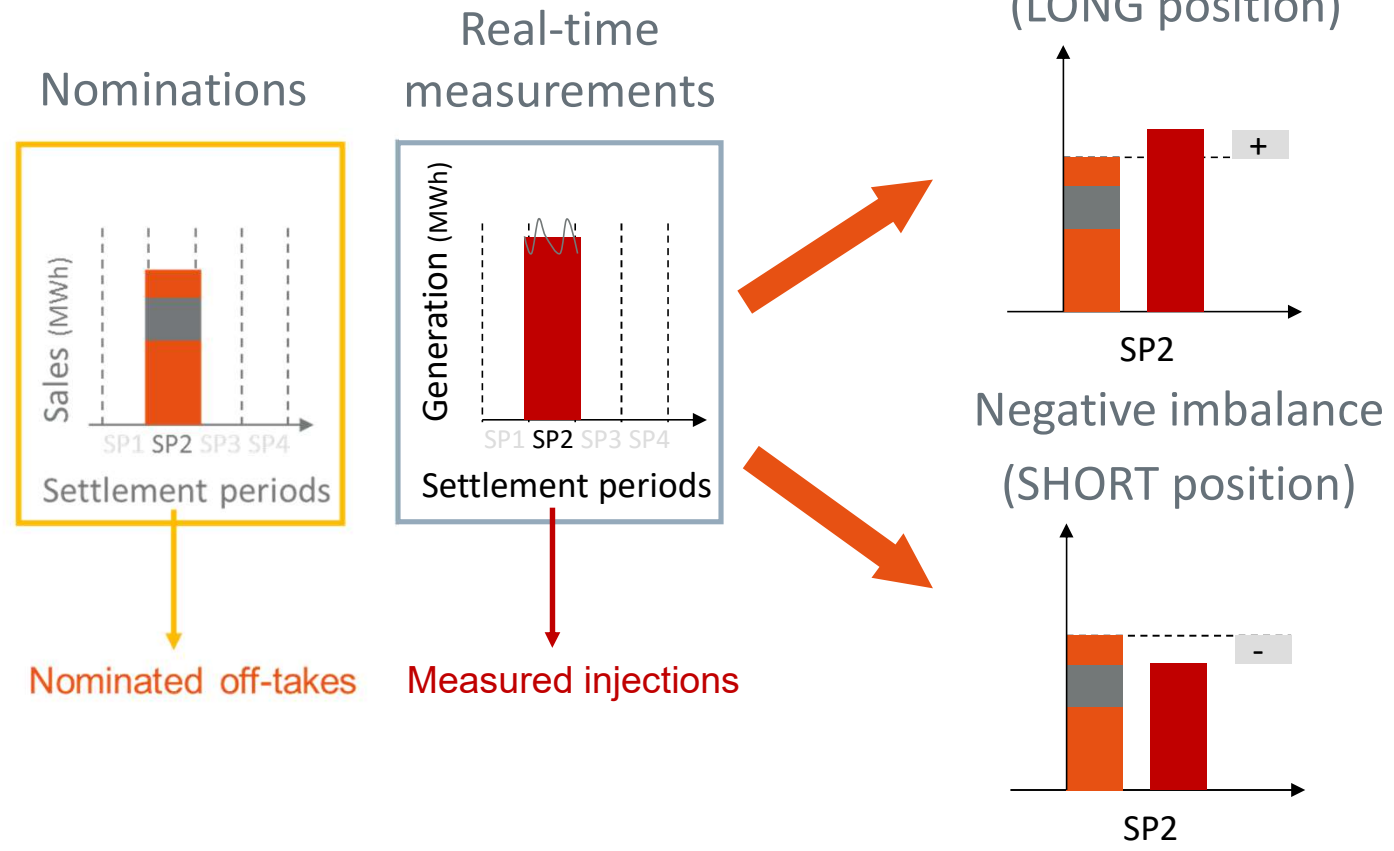 Nominations
Sales (MWh)
SP1 SP2 SP3 SP4
Settlement periods
Nominated off-takes
Real-time
measurements
Generation (MWh)
SP1 SP2 SP3 SP4
Settlement periods
Measured injections
(LONG position)
+
SP2
Negative imbalance
(SHORT position)
-
SP2